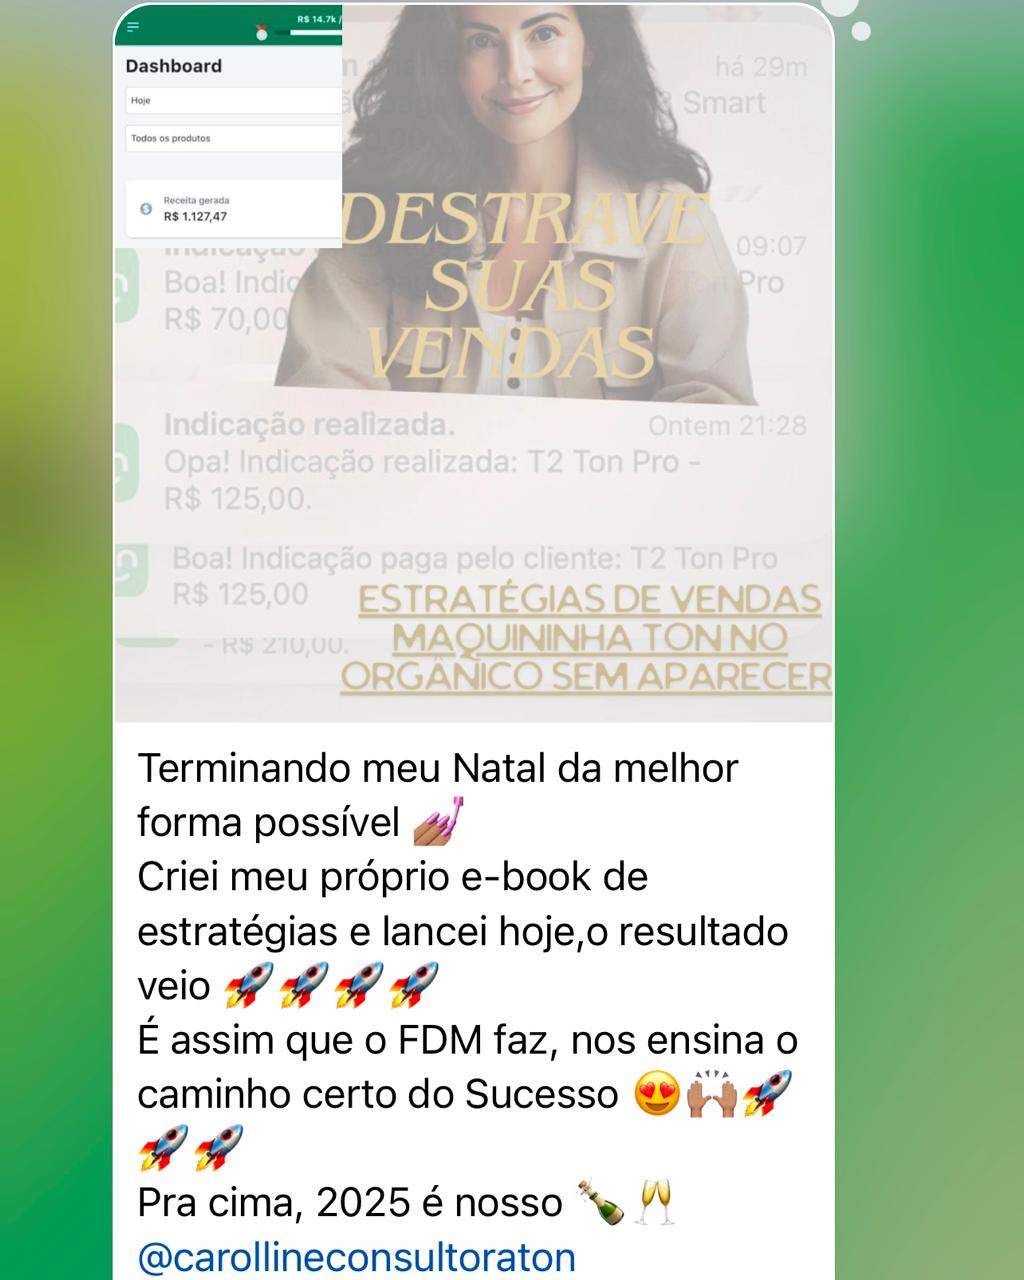 R$ 14.7k /
Dashboard
Hoje
Todos os produtos
Receita gerada
R$ 1.127,47
há 29m
Smart
DESTRAVE
SUAS
VENDAS
Indicação
09:07
Boa! Indic
Ton Pro
R$ 70,00
Indicação realizada.
Ontem 21:28
Opa! Indicação realizada: T2 Ton Pro -
R$ 125,00.
Boa! Indicação paga pelo cliente: T2 Ton Pro
R$ 125,00
- R$ 210,00.
ESTRATÉGIAS DE VENDAS
MAQUININHA TON NO
ORGÂNICO SEM APARECER
Terminando meu Natal da melhor
forma possível 💅🏽
Criei meu próprio e-book de
estratégias e lancei hoje,o resultado
veio 🚀🚀🚀🚀
É assim que o FDM faz, nos ensina o
caminho certo do Sucesso 😍🙌🏽🚀
🚀🚀
Pra cima, 2025 é nosso 🍾🥂
@carollineconsultoraton